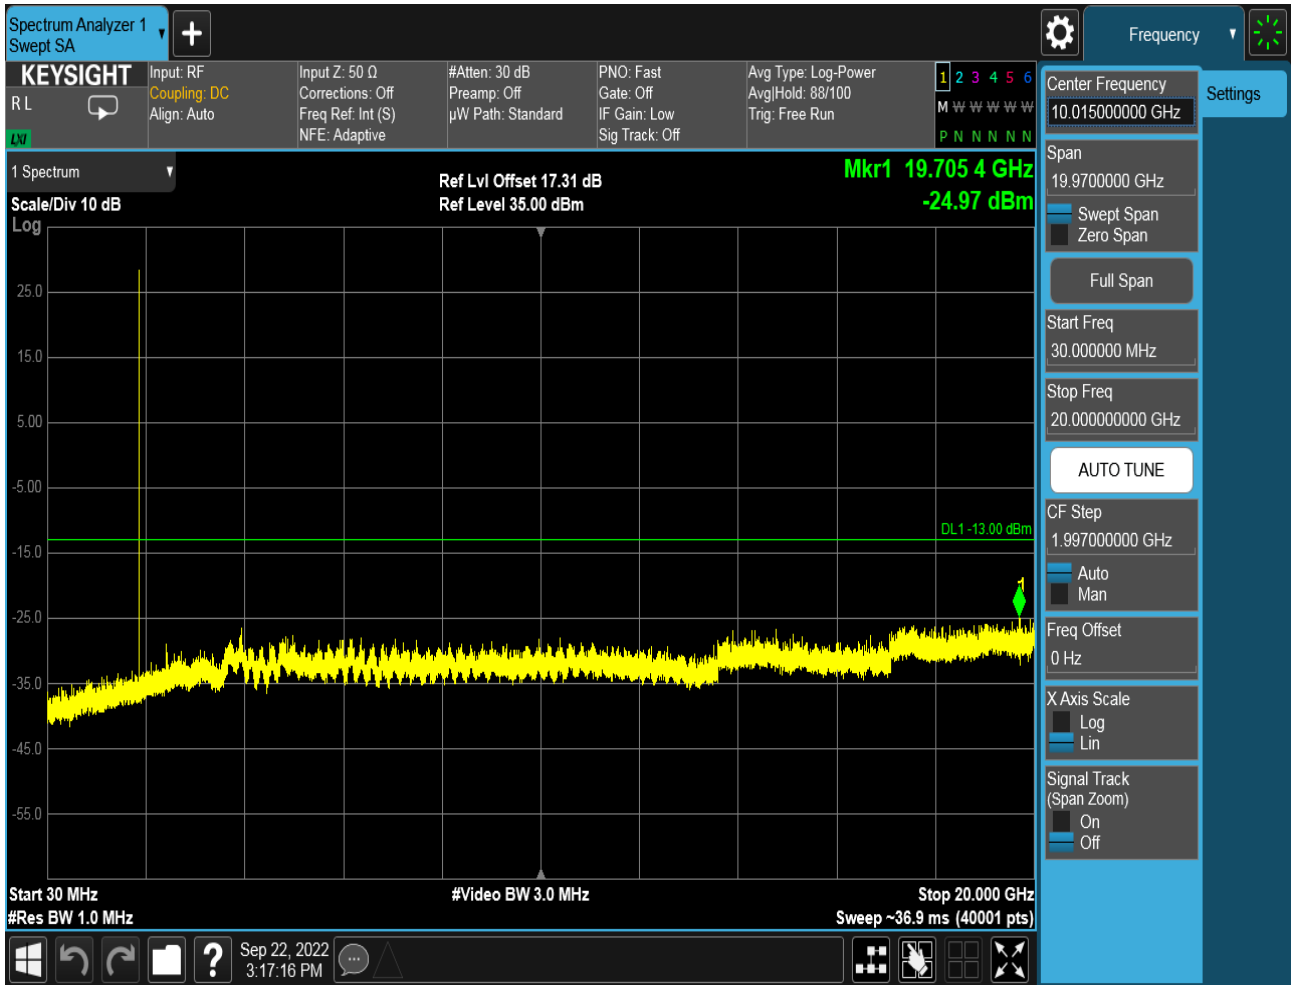 Spectrum Analyzer 1
Swept SA
Frequency
KEYSIGHT
R L
LXI
Input: RF
Coupling: DC
Align: Auto
Input Z: 50 Ω
Corrections: Off
Freq Ref: Int (S)
NFE: Adaptive
#Atten: 30 dB
Preamp: Off
µW Path: Standard
PNO: Fast
Gate: Off
IF Gain: Low
Sig Track: Off
Avg Type: Log-Power
Avg|Hold: 88/100
Trig: Free Run
1 2 3 4 5 6
M W W W W W
P N N N N N
1 Spectrum
Scale/Div 10 dB
Log
Ref Lvl Offset 17.31 dB
Ref Level 35.00 dBm
Mkr1 19.705 4 GHz
-24.97 dBm
25.0
15.0
5.00
-5.00
-15.0
-25.0
-35.0
-45.0
-55.0
DL1 -13.00 dBm
1
Start 30 MHz
#Res BW 1.0 MHz
#Video BW 3.0 MHz
Stop 20.000 GHz
Sweep ~36.9 ms (40001 pts)
Center Frequency
10.015000000 GHz
Settings
Span
19.9700000 GHz
Swept Span
Zero Span
Full Span
Start Freq
30.000000 MHz
Stop Freq
20.000000000 GHz
AUTO TUNE
CF Step
1.997000000 GHz
Auto
Man
Freq Offset
0 Hz
X Axis Scale
Log
Lin
Signal Track
(Span Zoom)
On
Off
?
Sep 22, 2022
3:17:16 PM